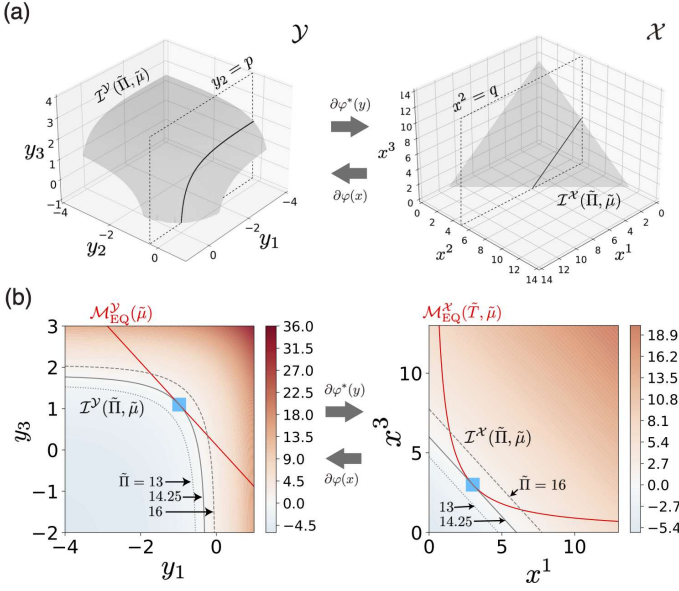 (a)
𝒴
𝒳
ℐ^𝒴(Π̃,μ̃)
y₂ = p
y₃
4
3
2
1
0
−1
−4
−2
0
y₂
0
−2
−4
y₁
∂φ*(y)
∂φ(x)
x² = q
x³
14
12
10
8
6
4
2
0
ℐ^𝒳(Π̃,μ̃)
0
2
4
6
8
10
12
14
x²
14
12
10
8
6
4
2
0
x¹
(b)
ℳ^𝒴_EQ(μ̃)
3
2
1
0
−1
−2
y₃
ℐ^𝒴(Π̃,μ̃)
Π̃ = 13
14.25
16
−4
−2
0
y₁
36.0
31.5
27.0
22.5
18.0
13.5
9.0
4.5
0.0
−4.5
∂φ*(y)
∂φ(x)
ℳ^𝒳_EQ(T̃,μ̃)
10
5
0
x³
ℐ^𝒳(Π̃,μ̃)
Π̃ = 16
13
14.25
0
5
10
x¹
18.9
16.2
13.5
10.8
8.1
5.4
2.7
0.0
−2.7
−5.4